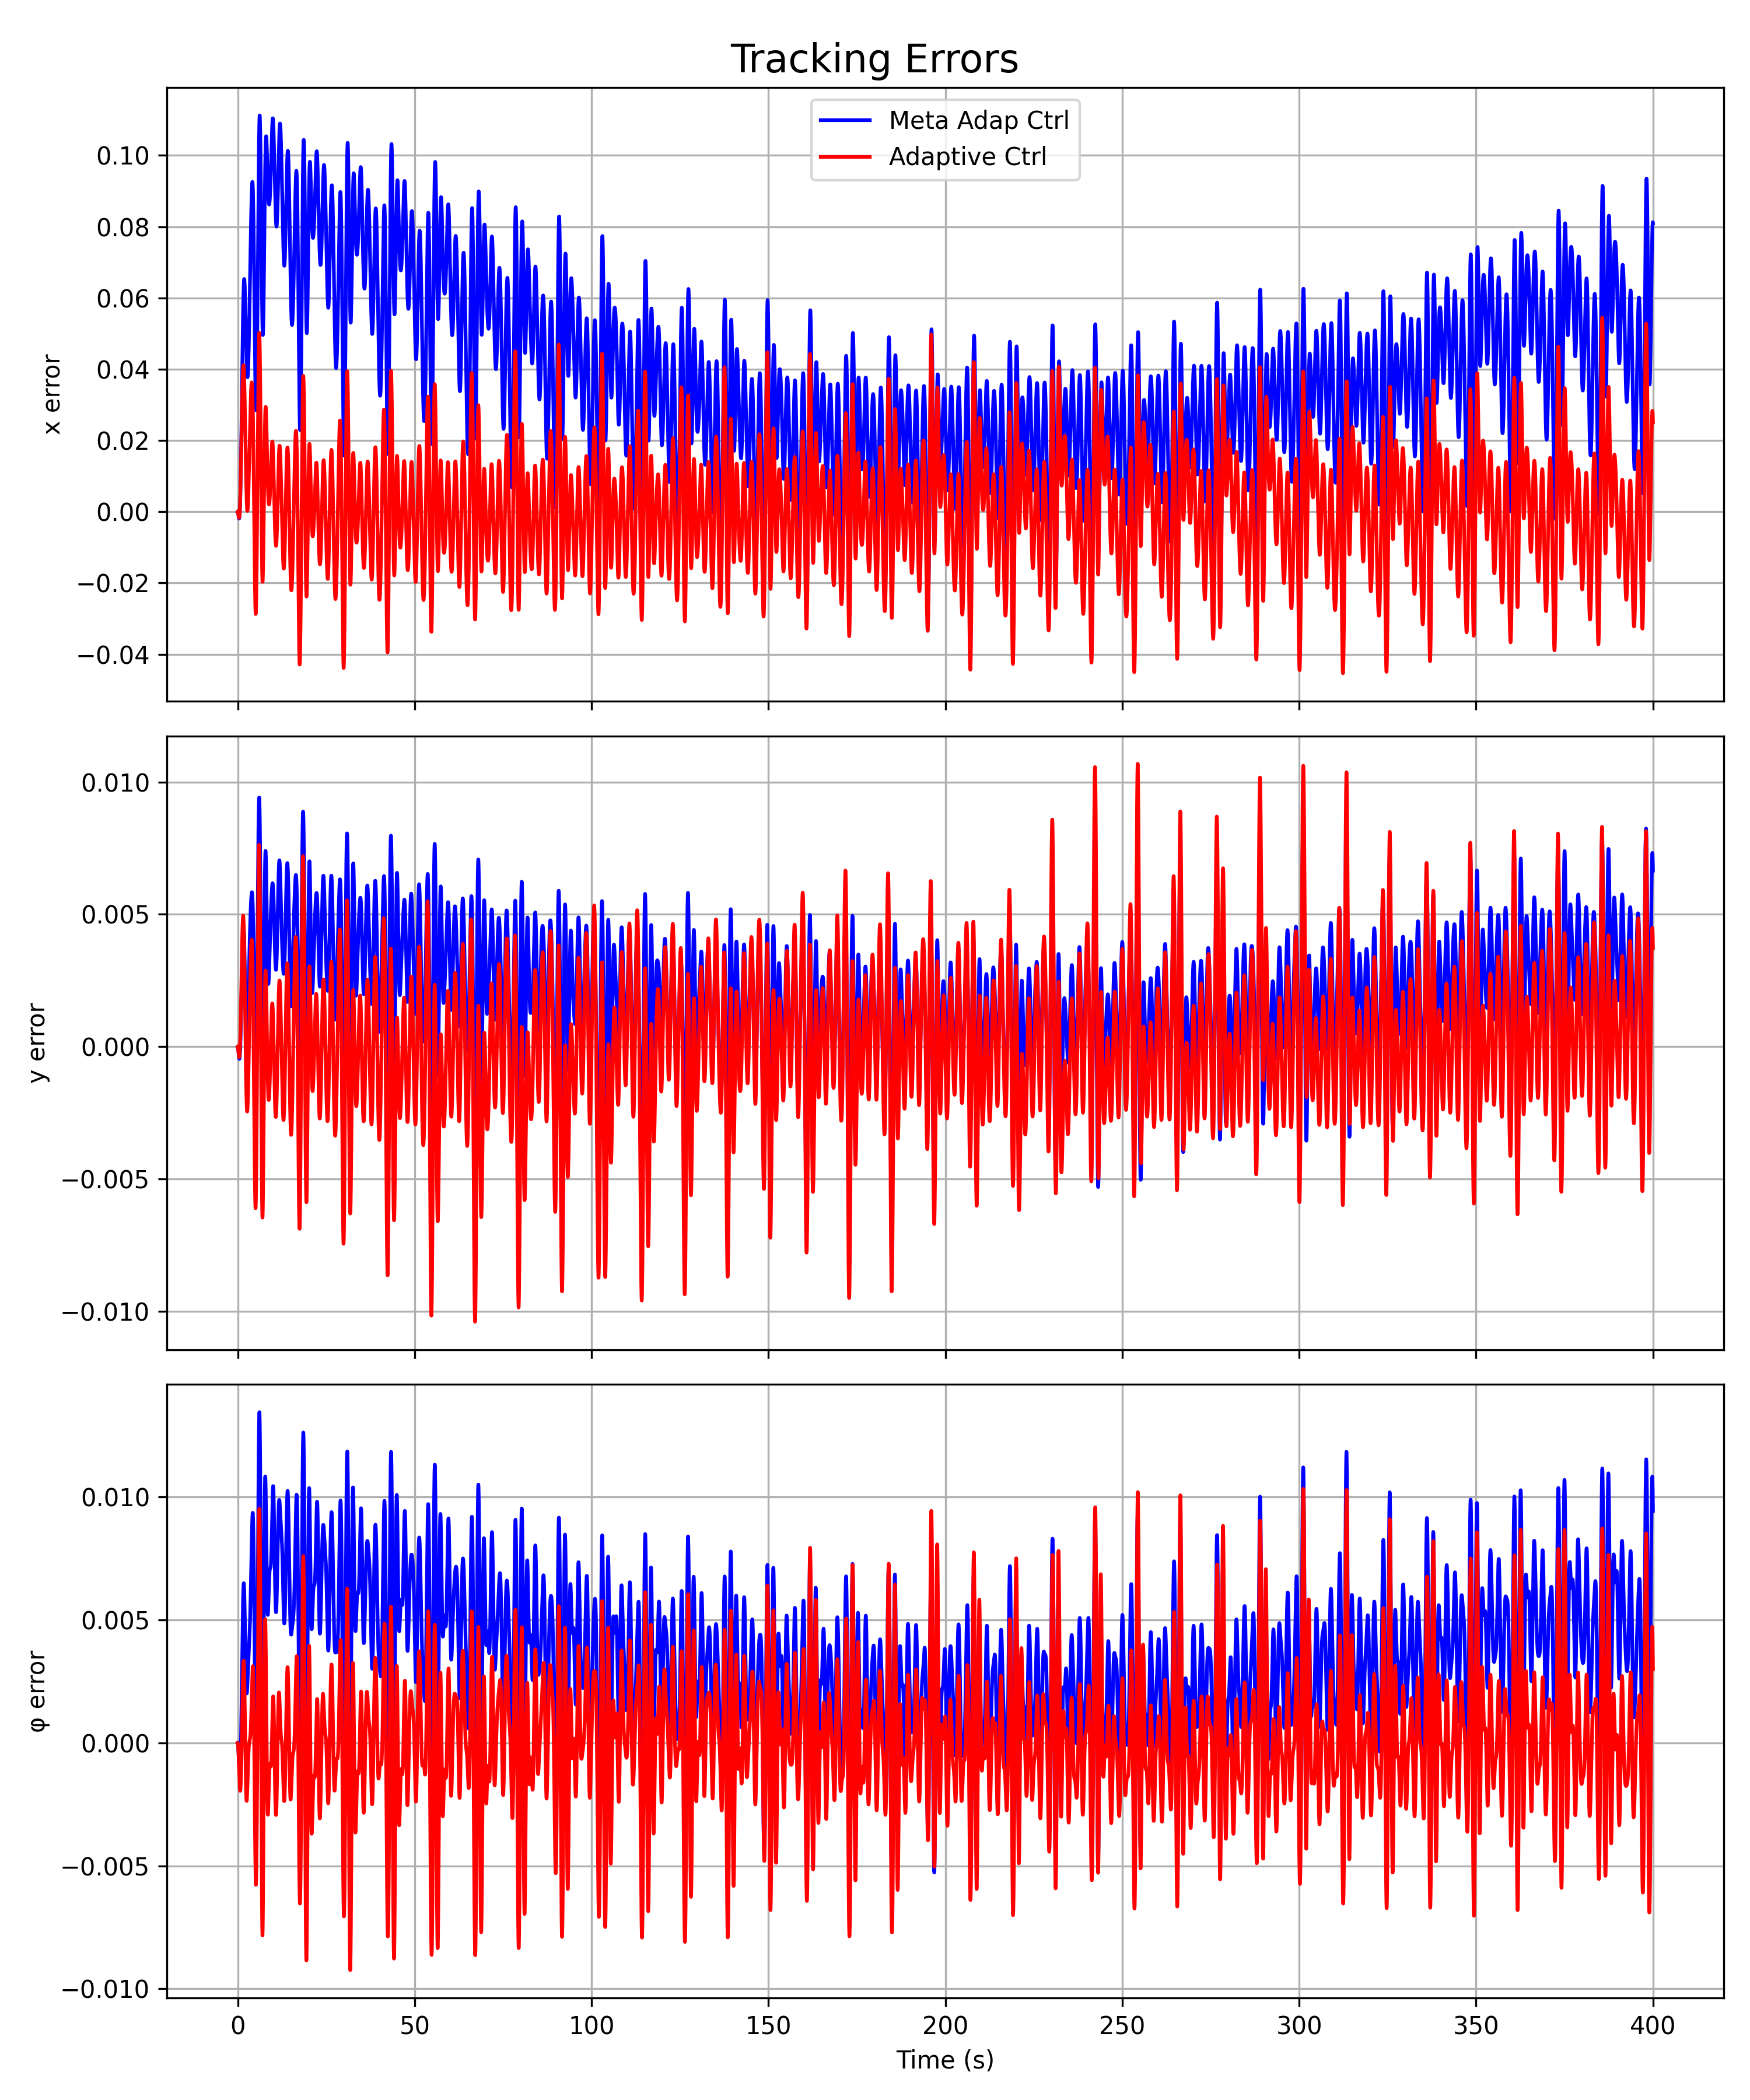 Tracking Errors
Meta Adap Ctrl
Adaptive Ctrl
x error
0.10
0.08
0.06
0.04
0.02
0.00
−0.02
−0.04
y error
0.010
0.005
0.000
−0.005
−0.010
φ error
0.010
0.005
0.000
−0.005
−0.010
0 50 100 150 200 250 300 350 400
Time (s)